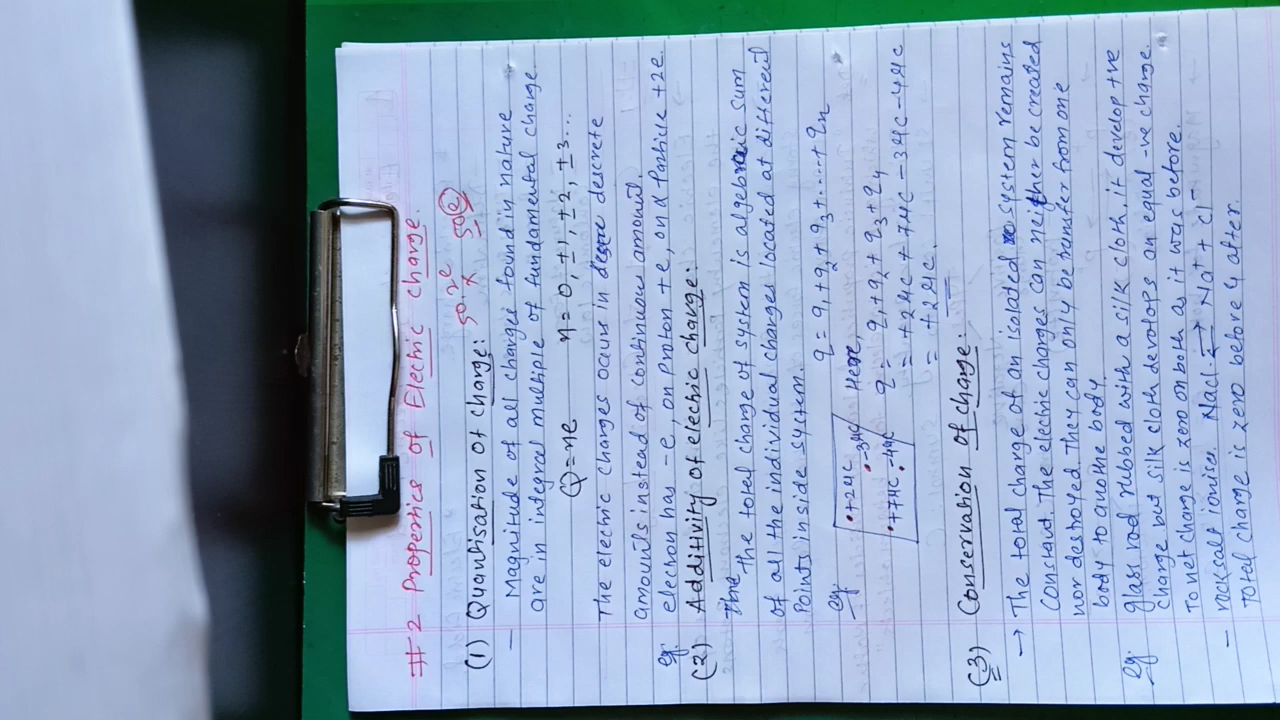 #2 Properties of Electric charge.
50.2e 50e
(1) Quantisation of charge:
— Magnitude of all charges found in nature
are in integral multiple of fundamental charge.
Q = ne n = 0, ±1, ±2, ±3...
The electric charges occurs in descrete
amounts instead of continuous amount.
eg. electron has -e, on proton +e, on α particle +2e.
(2) Additivity of electric charge:
the total charge of system is algebraic sum
of all the individual charges located at different
Points inside system.
q = q1 + q2 + q3 + ...... + qn
eg.
+2μc -3μc
+7μc -4μc
Here,
q = q1 + q2 + q3 + q4
= +2μc + 7μc - 3μc - 4μc
= +2μc.
(3) Conservation of charge:
→ The total charge of an isolated system remains
constant. The electric charges can neither be created
nor destroyed. They can only be transfer from one
body to anothe body.
eg. glass rod rubbed with a silk cloth, it develop +ve
charge but silk cloth devotops an equal -ve charge.
To net charge is zero on both as it was before.
— rocksalt ionises Nacl ⇌ Na+ + cl-
Total charge is zero before & after